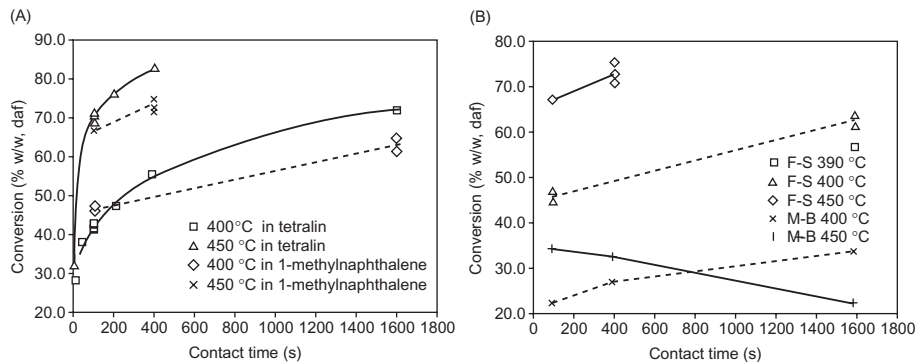 (A)
Conversion (% w/w, daf)
90.0
80.0
70.0
60.0
50.0
40.0
30.0
20.0
0 200 400 600 800 1000 1200 1400 1600 1800
Contact time (s)
400°C in tetralin
450 °C in tetralin
400 °C in 1-methylnaphthalene
450 °C in 1-methylnaphthalene
(B)
Conversion (% w/w, daf)
80.0
70.0
60.0
50.0
40.0
30.0
20.0
0 200 400 600 800 1000 1200 1400 1600 1800
Contact time (s)
F-S 390 °C
F-S 400 °C
F-S 450 °C
M-B 400 °C
M-B 450 °C